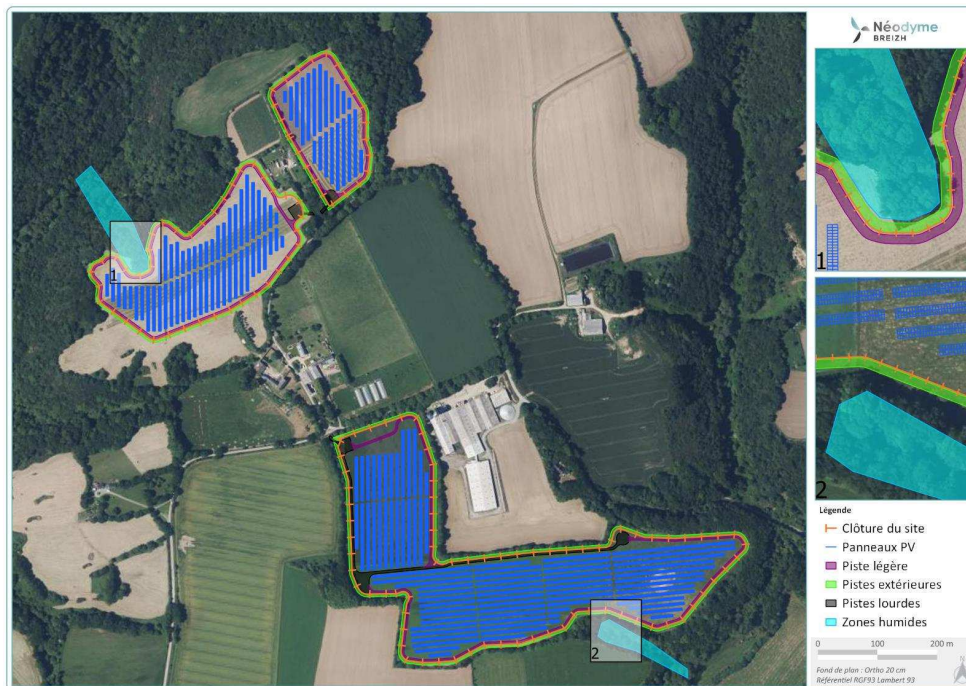 Néodyme
BREIZH
1
2
1
2
Légende
Clôture du site
Panneaux PV
Piste légère
Pistes extérieures
Pistes lourdes
Zones humides
0 100 200 m
N
Fond de plan : Ortho 20 cm
Référentiel RGF93 Lambert 93